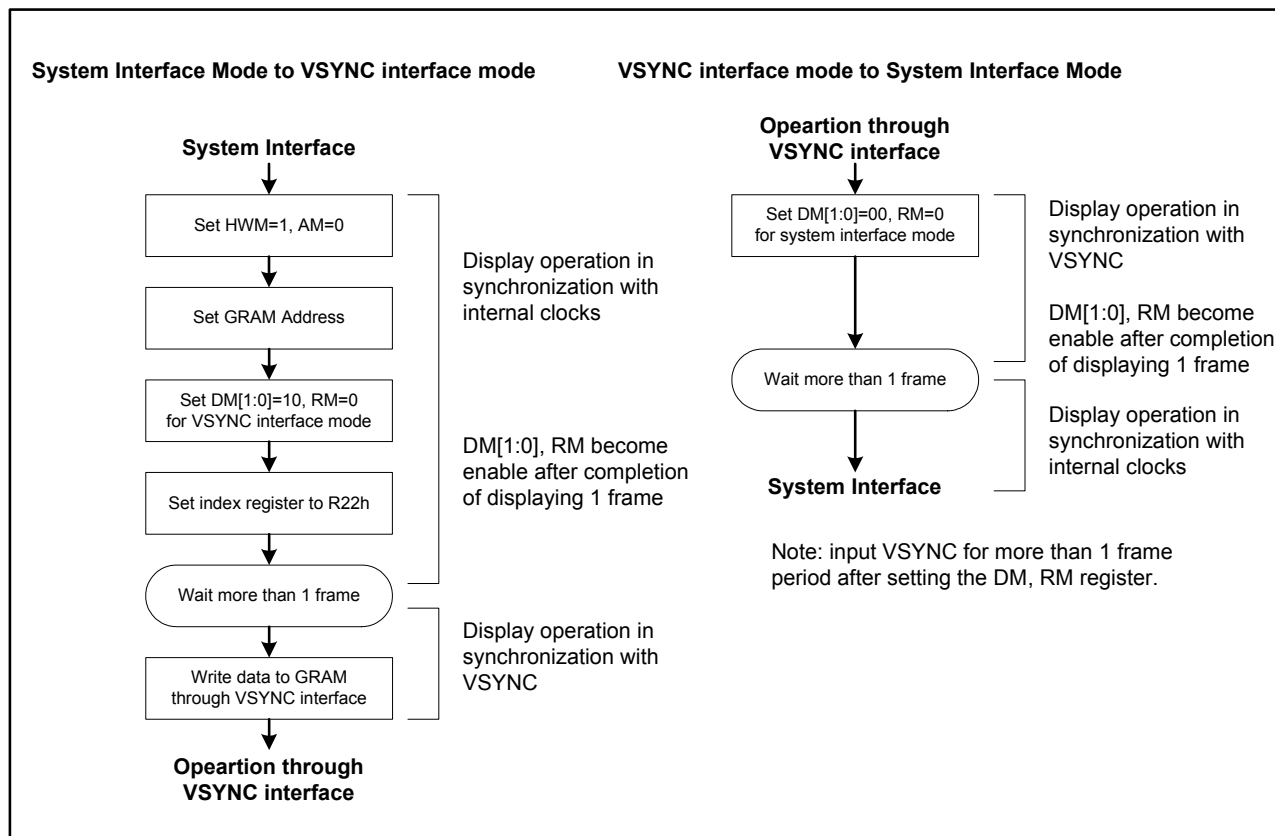 System Interface Mode to VSYNC interface mode
System Interface
Set HWM=1, AM=0
Set GRAM Address
Set DM[1:0]=10, RM=0
for VSYNC interface mode
Set index register to R22h
Wait more than 1 frame
Write data to GRAM
through VSYNC interface
Opeartion through
VSYNC interface
Display operation in
synchronization with
internal clocks
DM[1:0], RM become
enable after completion
of displaying 1 frame
Display operation in
synchronization with
VSYNC
VSYNC interface mode to System Interface Mode
Opeartion through
VSYNC interface
Set DM[1:0]=00, RM=0
for system interface mode
Wait more than 1 frame
System Interface
Display operation in
synchronization with
VSYNC
DM[1:0], RM become
enable after completion
of displaying 1 frame
Display operation in
synchronization with
internal clocks
Note: input VSYNC for more than 1 frame
period after setting the DM, RM register.